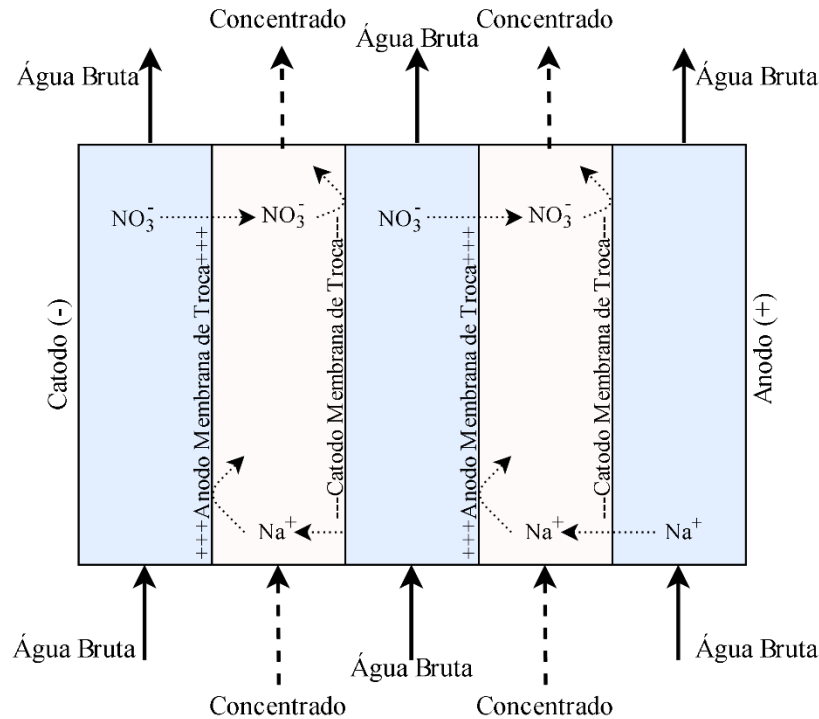 Concentrado
Concentrado
Água Bruta
Água Bruta
Água Bruta
NO3-
NO3-
NO3-
NO3-
Catodo (-)
+++Anodo Membrana de Troca+++
---Catodo Membrana de Troca---
+++Anodo Membrana de Troca+++
---Catodo Membrana de Troca---
Anodo (+)
Na+
Na+
Na+
Água Bruta
Água Bruta
Água Bruta
Concentrado
Concentrado